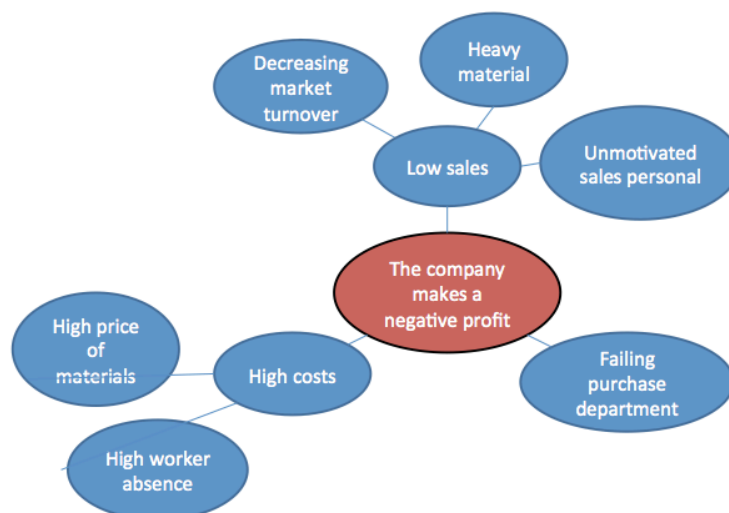 Heavy
material
Decreasing
market
turnover
Low sales
Unmotivated
sales personal
The company
makes a
negative profit
High price
of
materials
High costs
Failing
purchase
department
High worker
absence